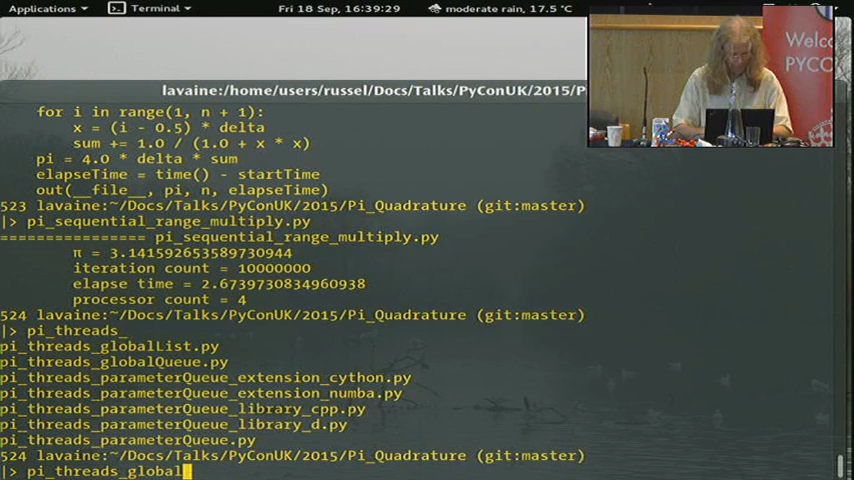 Applications
Terminal
Fri 18 Sep, 16:39:29
moderate rain, 17.5 °C
Welco
PYCO
lavaine:/home/users/russel/Docs/Talks/PyConUK/2015/P
for i in range(1, n + 1):
x = (i - 0.5) * delta
sum += 1.0 / (1.0 + x * x)
pi = 4.0 * delta * sum
elapseTime = time() - startTime
out(__file__, pi, n, elapseTime)
523 lavaine:~/Docs/Talks/PyConUK/2015/Pi_Quadrature (git:master)
|> pi_sequential_range_multiply.py
================ pi_sequential_range_multiply.py
π = 3.141592653589730944
iteration count = 10000000
elapse time = 2.6739730834960938
processor count = 4
524 lavaine:~/Docs/Talks/PyConUK/2015/Pi_Quadrature (git:master)
|> pi_threads_
pi_threads_globalList.py
pi_threads_globalQueue.py
pi_threads_parameterQueue_extension_cython.py
pi_threads_parameterQueue_extension_numba.py
pi_threads_parameterQueue_library_cpp.py
pi_threads_parameterQueue_library_d.py
pi_threads_parameterQueue.py
524 lavaine:~/Docs/Talks/PyConUK/2015/Pi_Quadrature (git:master)
|> pi_threads_global